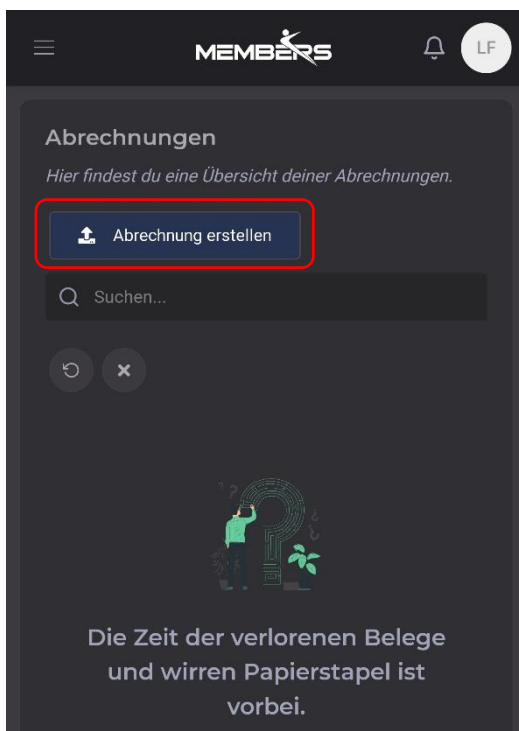 MEMBERS
LF
Abrechnungen
Hier findest du eine Übersicht deiner Abrechnungen.
Abrechnung erstellen
Suchen...
Die Zeit der verlorenen Belege
und wirren Papierstapel ist
vorbei.